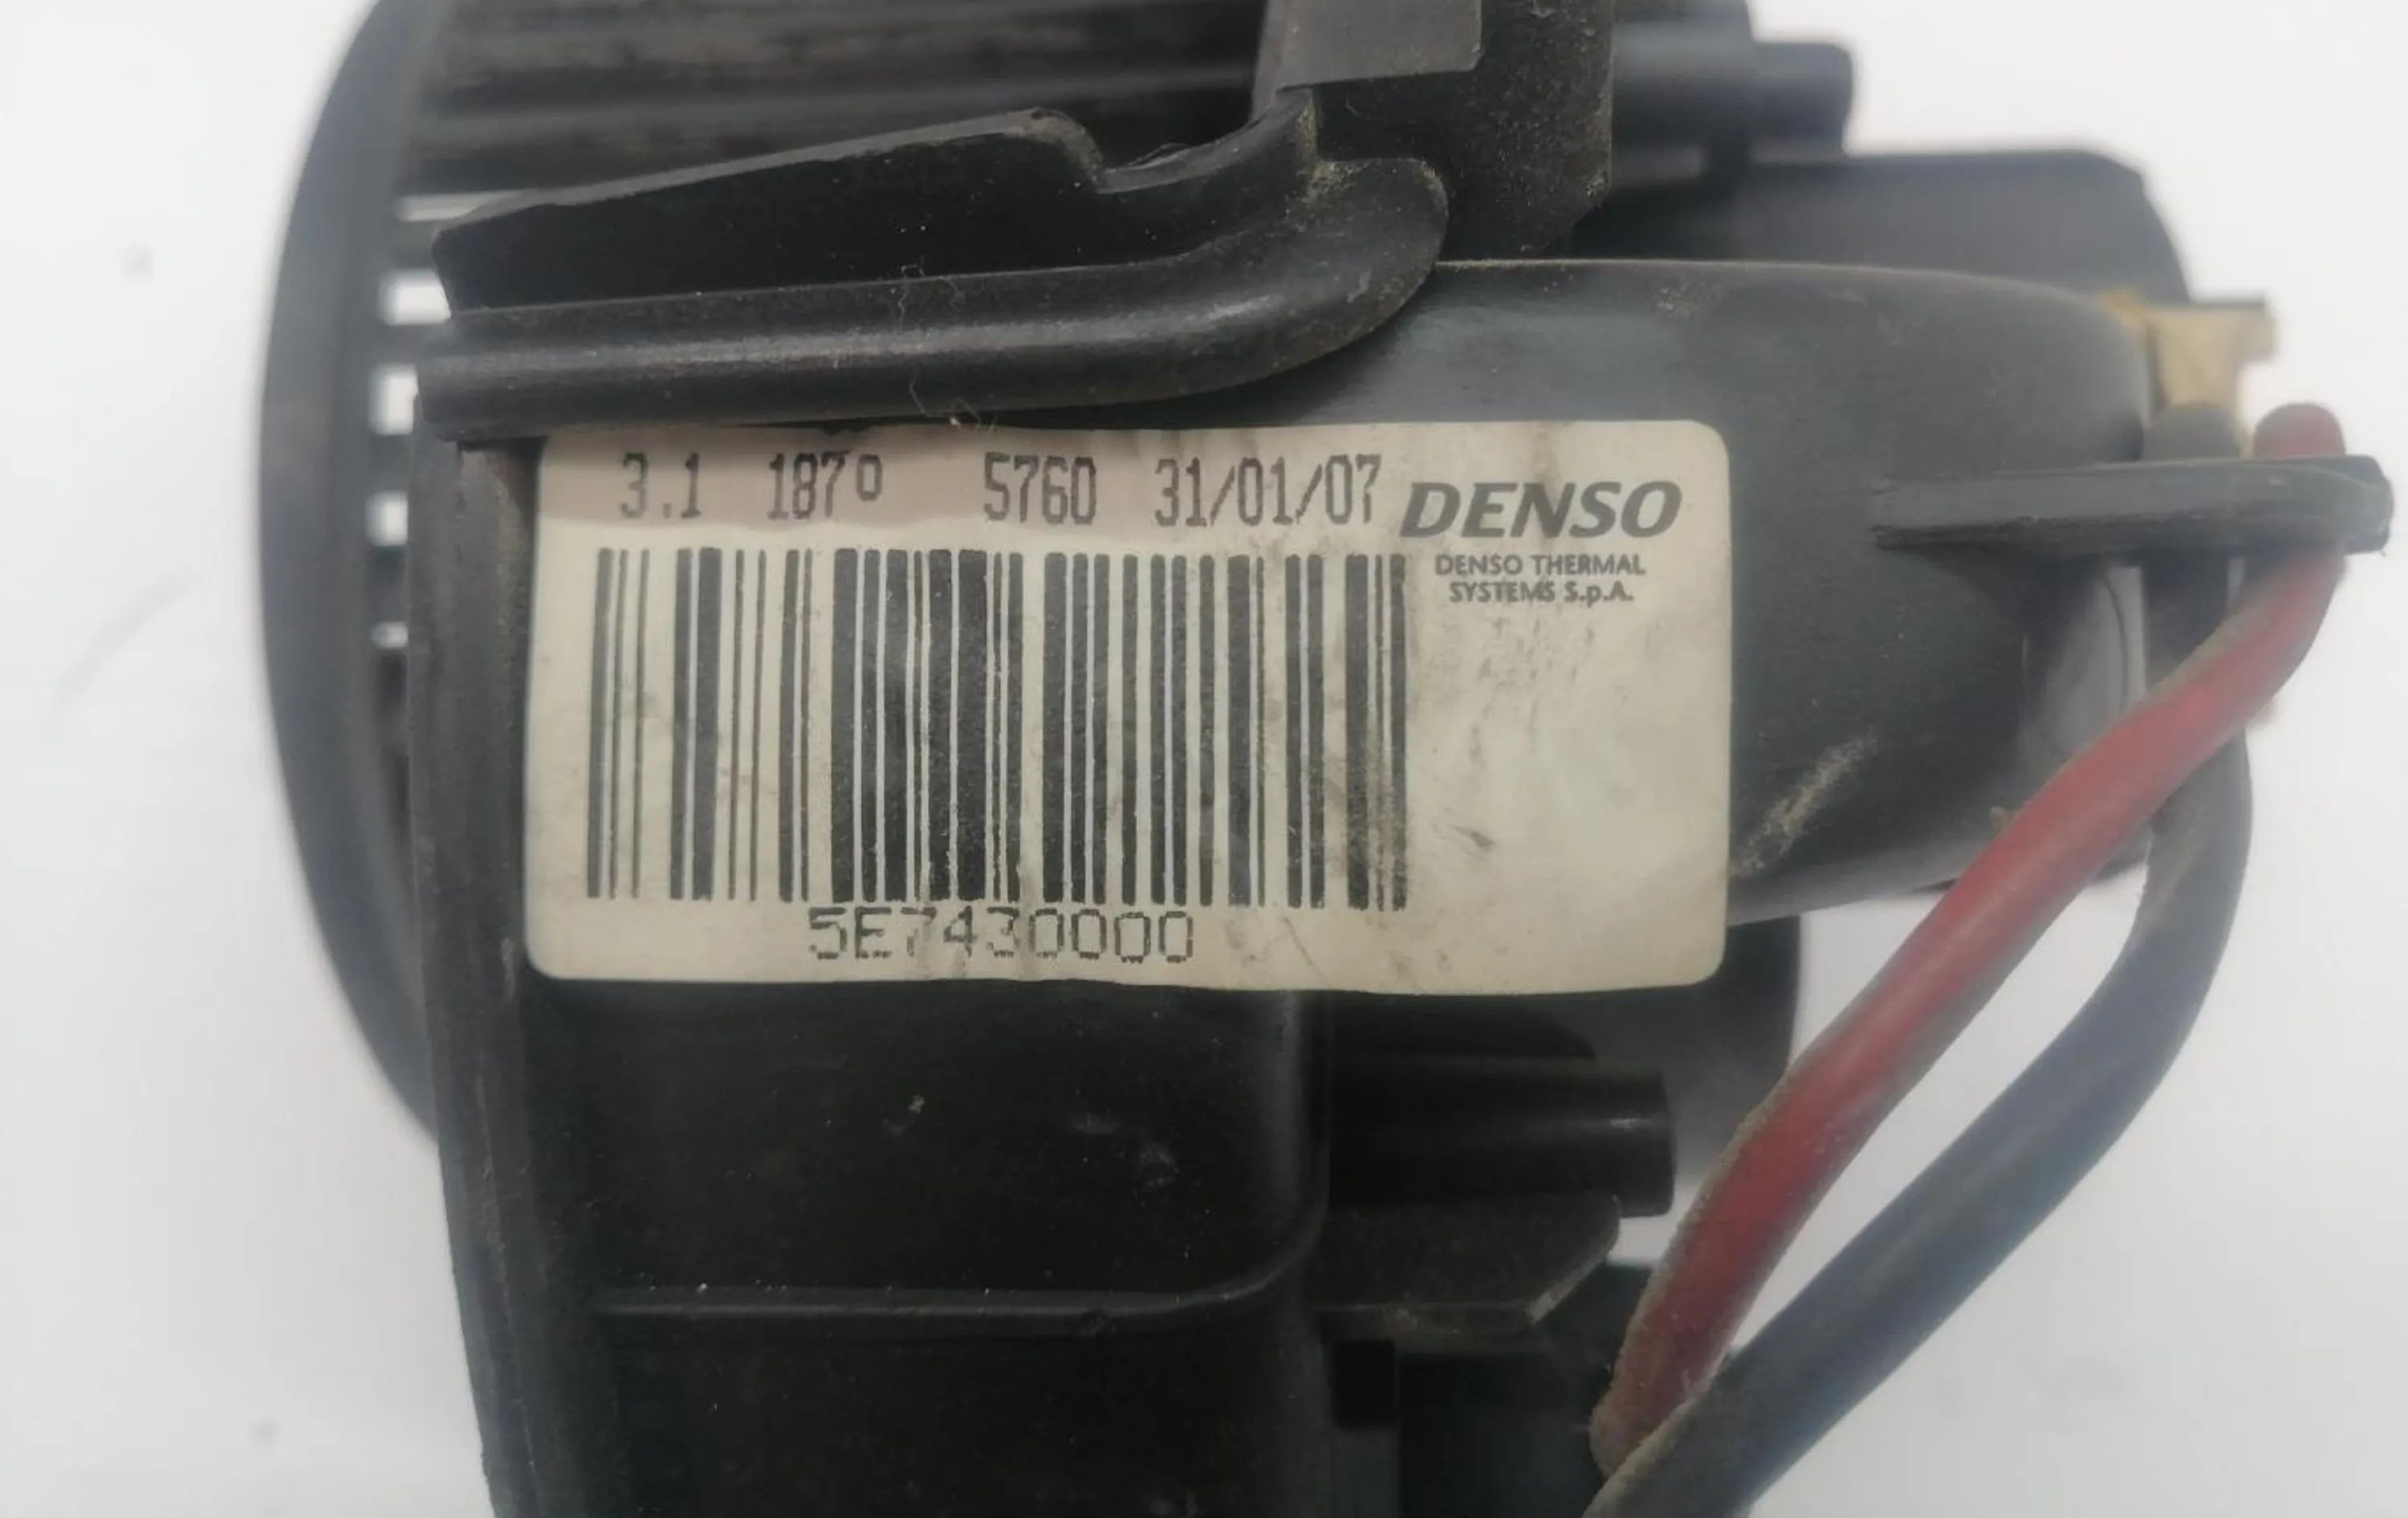 3.1 187º 5760 31/01/07 DENSO
DENSO THERMAL
SYSTEMS S.p.A.
5E7430000